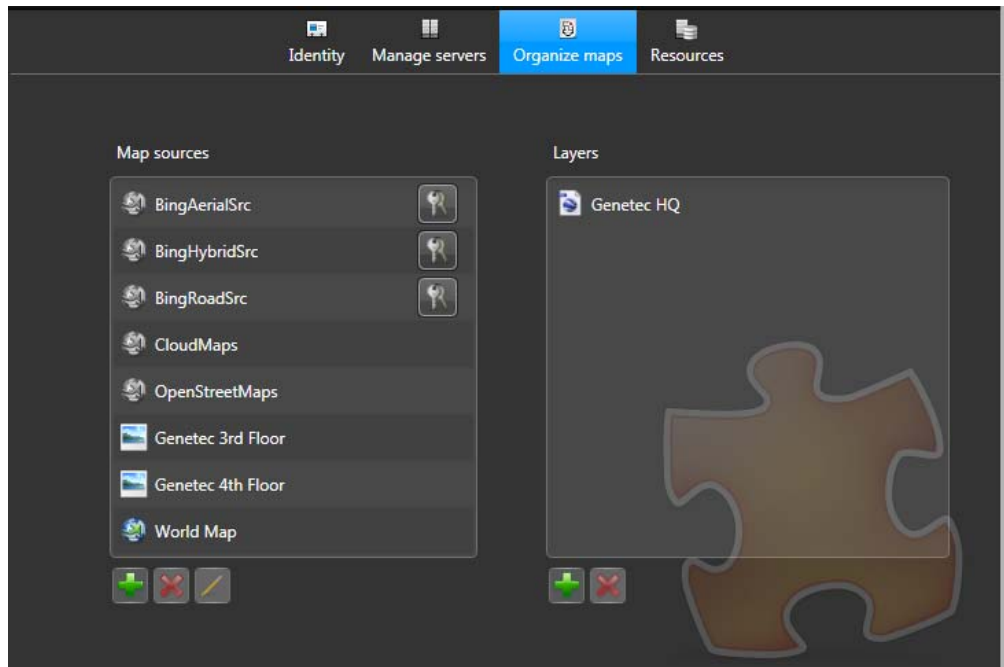 Identity
Manage servers
Organize maps
Resources
Map sources
BingAerialSrc
BingHybridSrc
BingRoadSrc
CloudMaps
OpenStreetMaps
Genetec 3rd Floor
Genetec 4th Floor
World Map
Layers
Genetec HQ